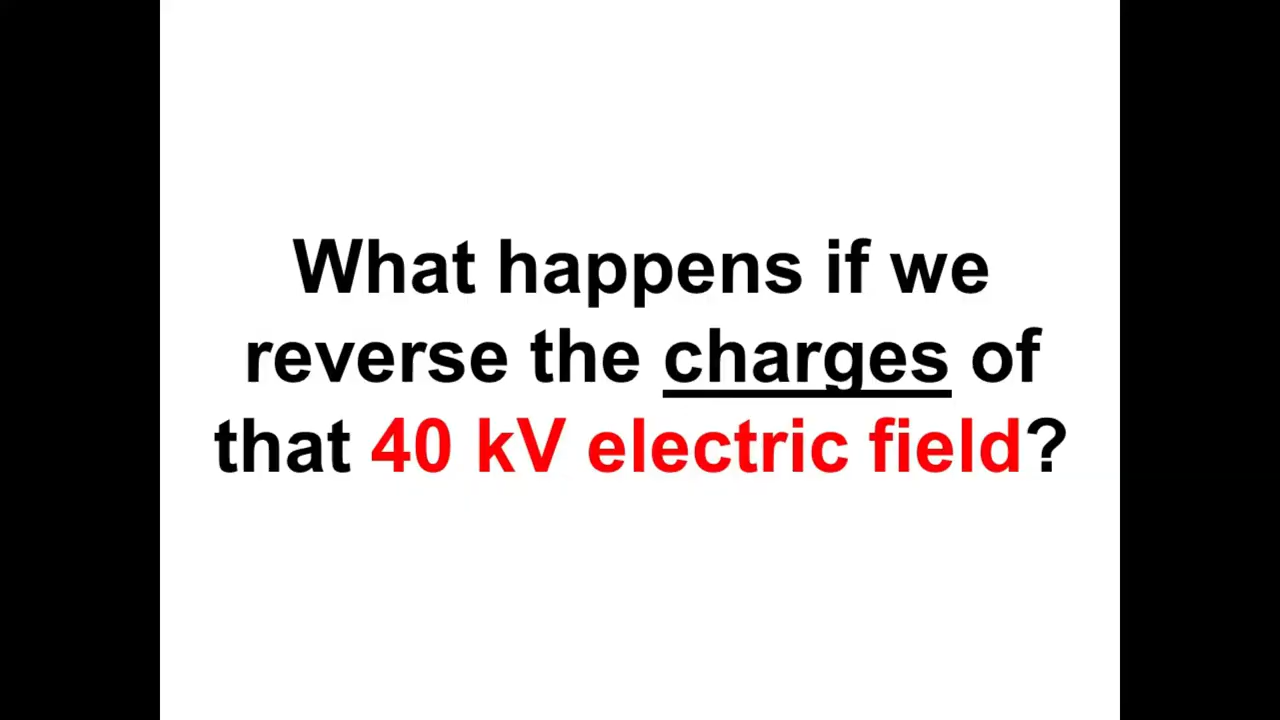 What happens if we
reverse the charges of
that 40 kV electric field?